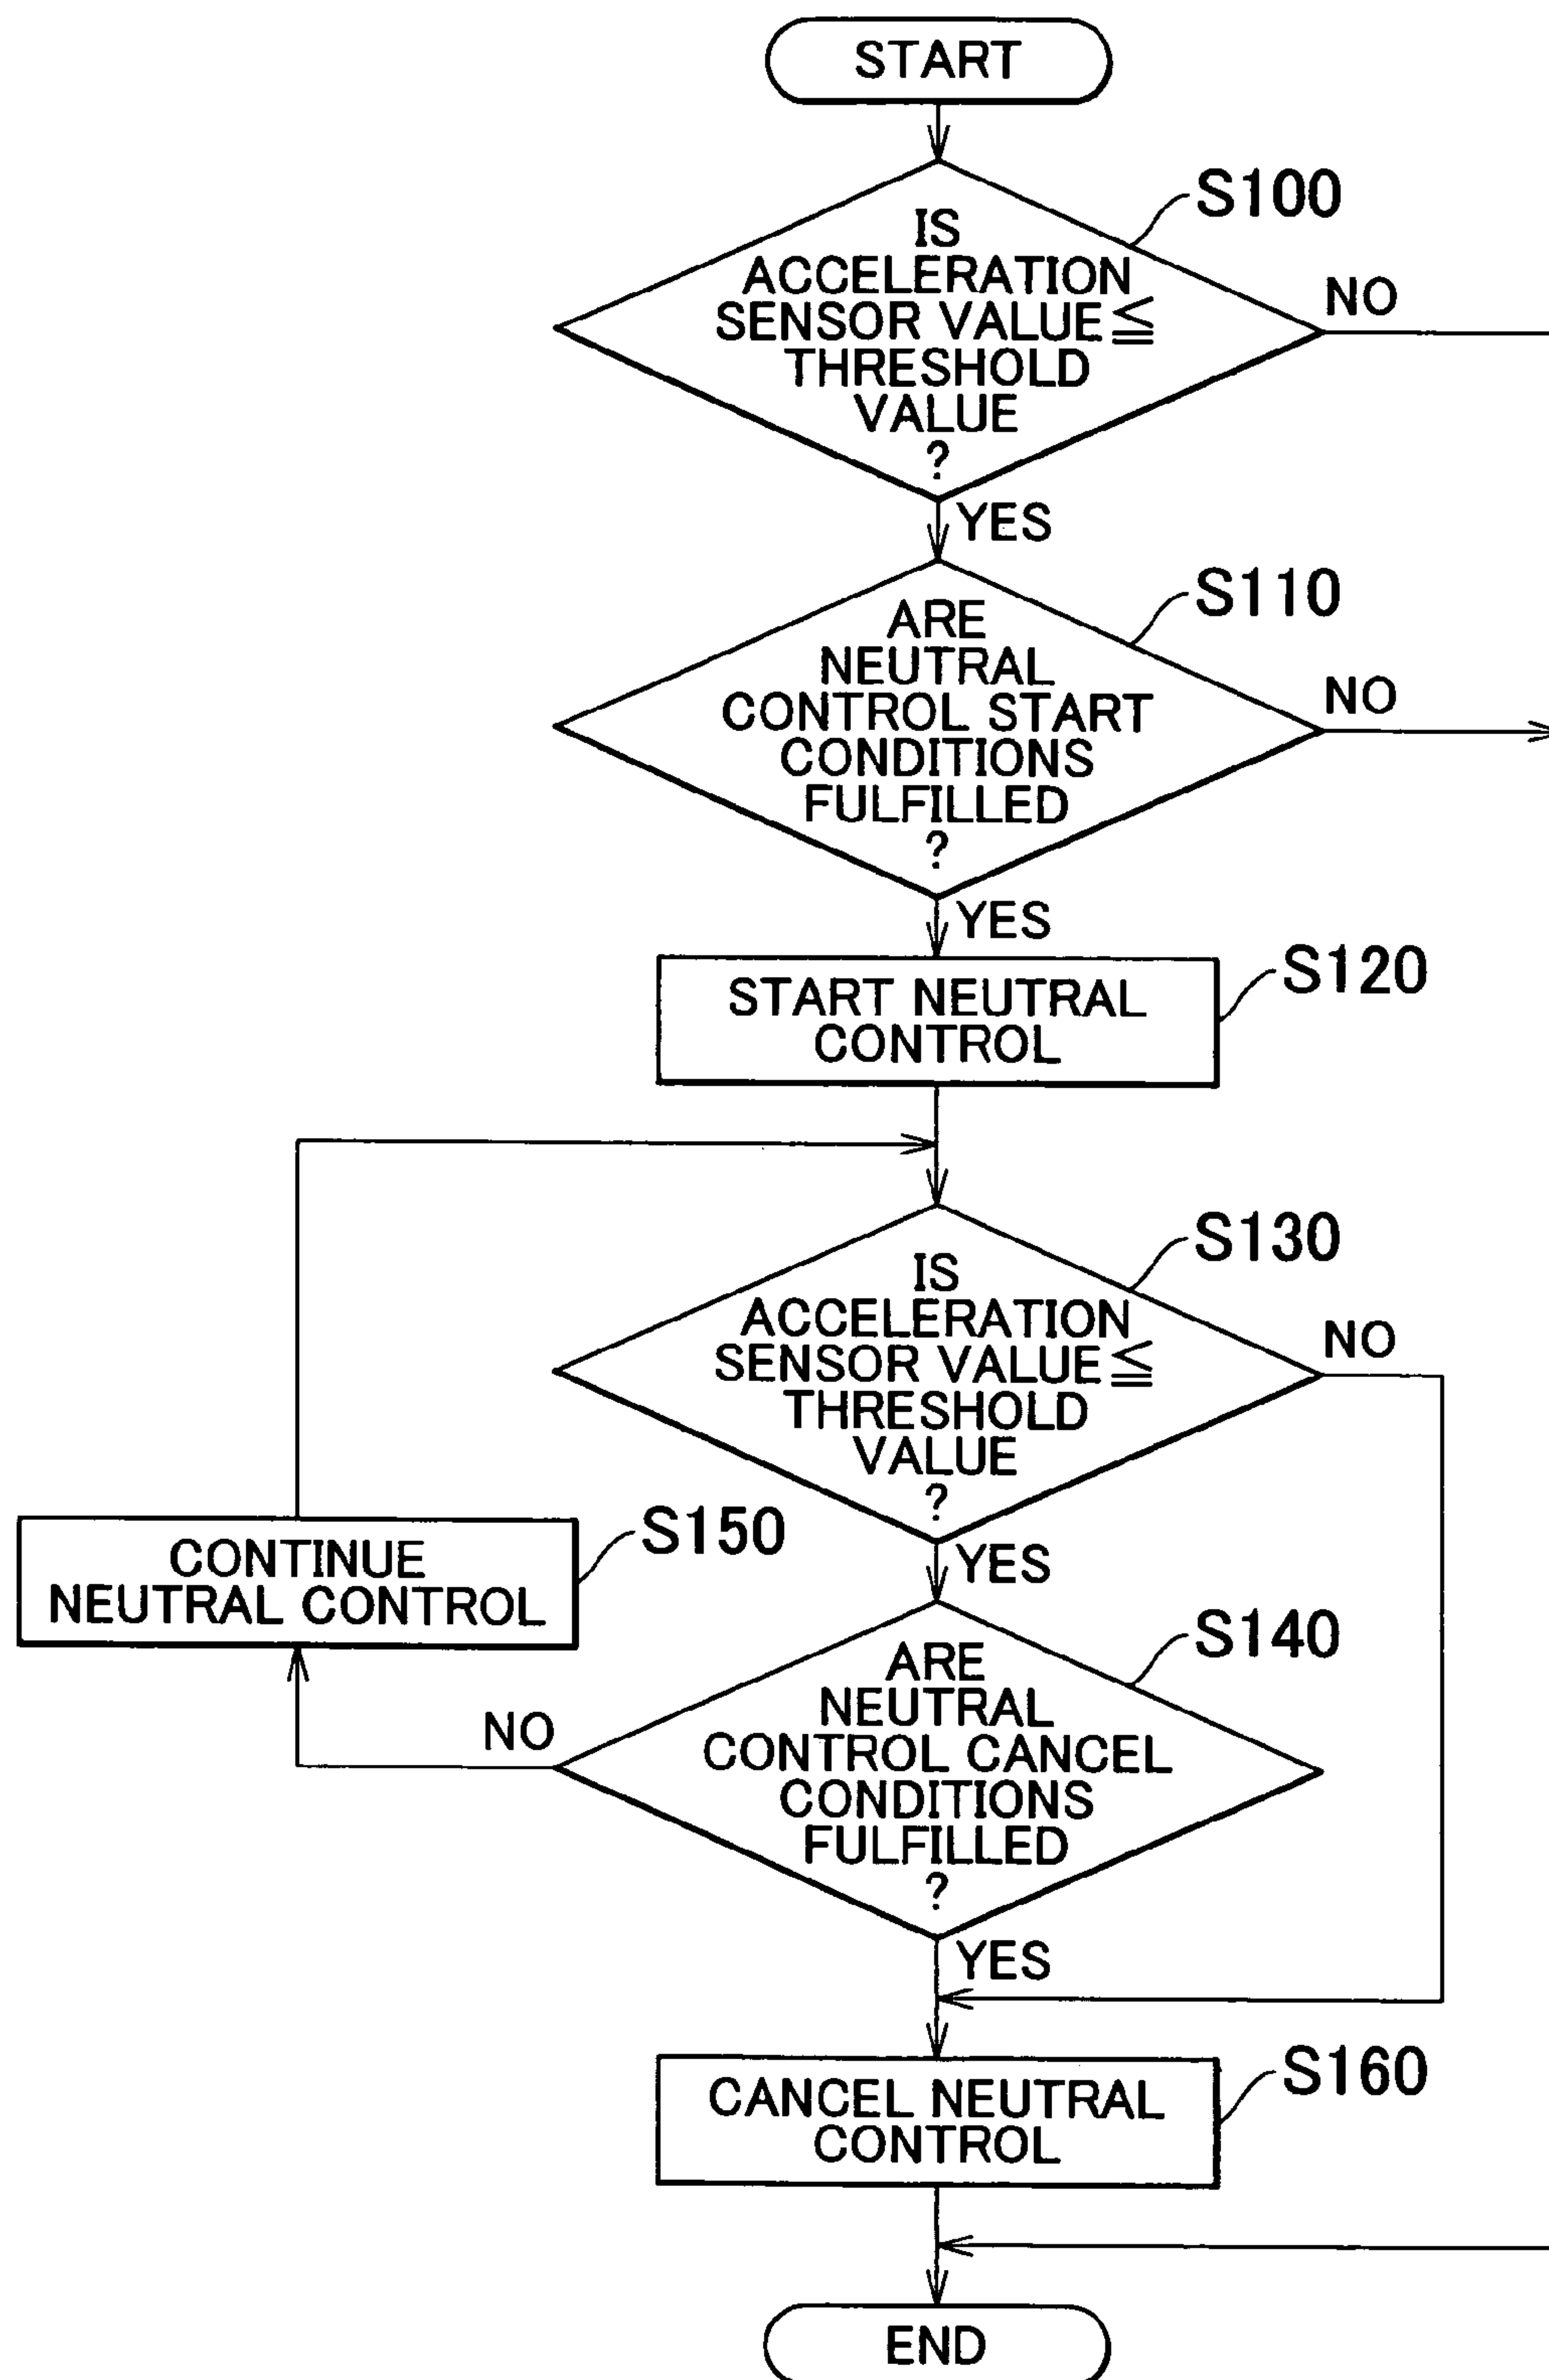 START
S100
IS
ACCELERATION
SENSOR VALUE≦
THRESHOLD
VALUE
?
NO
YES
S110
ARE
NEUTRAL
CONTROL START
CONDITIONS
FULFILLED
?
NO
YES
S120
START NEUTRAL
CONTROL
S130
IS
ACCELERATION
SENSOR VALUE≦
THRESHOLD
VALUE
?
NO
YES
S150
CONTINUE
NEUTRAL CONTROL
S140
ARE
NEUTRAL
CONTROL CANCEL
CONDITIONS
FULFILLED
?
NO
YES
S160
CANCEL NEUTRAL
CONTROL
END